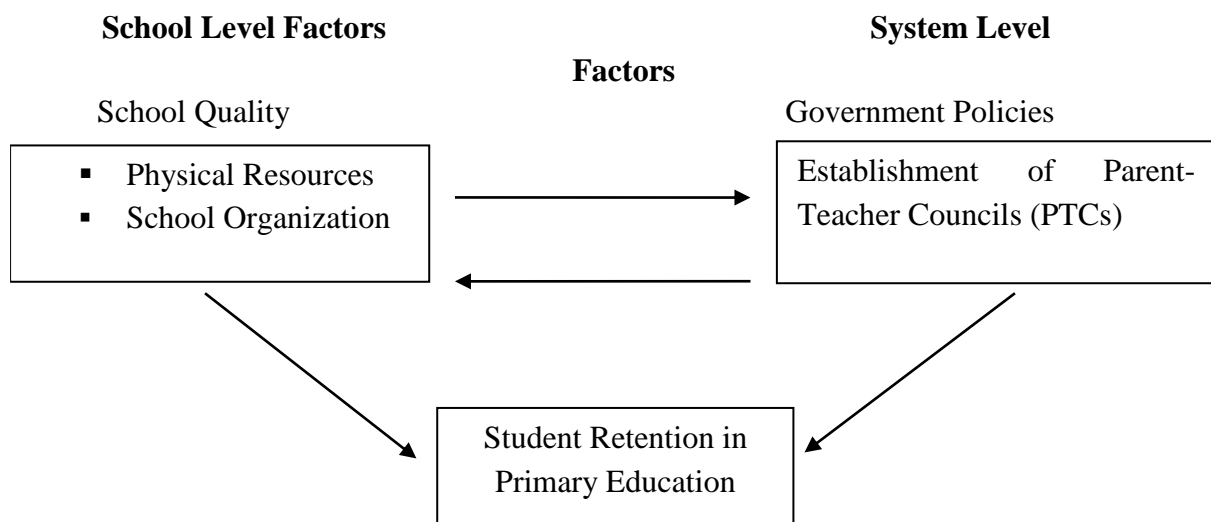 School Level Factors System Level
Factors
School Quality Government Policies
▪ Physical Resources
▪ School Organization
Establishment of Parent-
Teacher Councils (PTCs)
Student Retention in
Primary Education